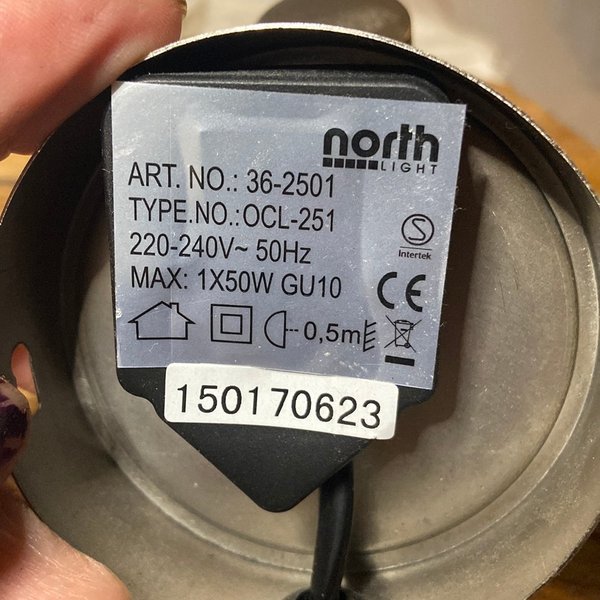 north
LIGHT
ART. NO.: 36-2501
TYPE.NO.:OCL-251
220-240V~ 50Hz
S
Intertek
MAX: 1X50W GU10
CE
0,5m
150170623